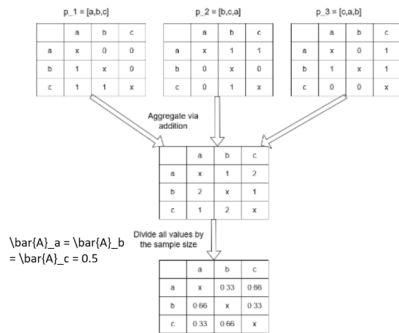 p_1 = [a,b,c]
a b c
a x 0 0
b 1 x 0
c 1 1 x
p_2 = [b,c,a]
a b c
a x 1 1
b 0 x 0
c 0 1 x
p_3 = [c,a,b]
a b c
a x 0 1
b 1 x 1
c 0 0 x
Aggregate via
addition
a b c
a x 1 2
b 2 x 1
c 1 2 x
\bar{A}_a = \bar{A}_b
= \bar{A}_c = 0.5
Divide all values by
the sample size
a b c
a x 0·33 0·66
b 0·66 x 0·33
c 0·33 0·66 x